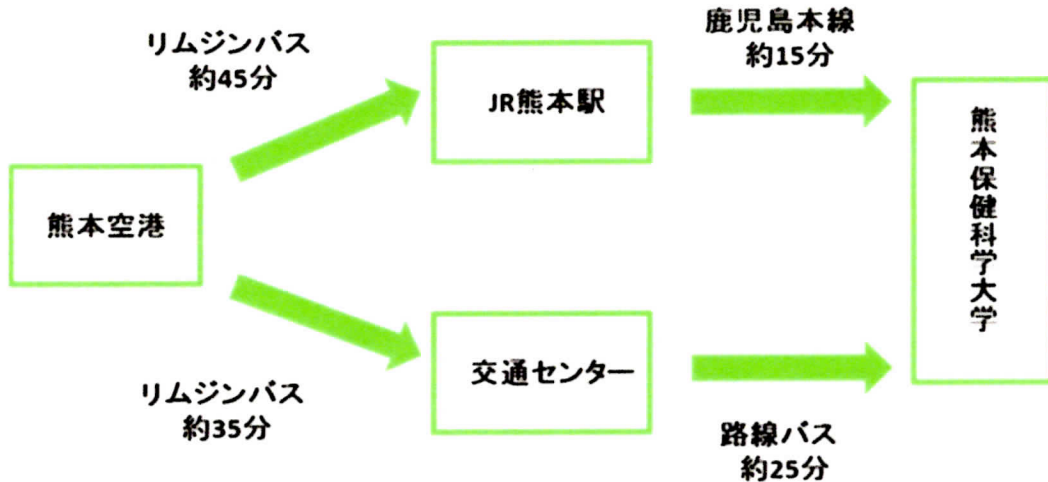 リムジンバス
約45分
鹿児島本線
約15分
JR熊本駅
熊本空港
熊本保健科学大学
交通センター
リムジンバス
約35分
路線バス
約25分